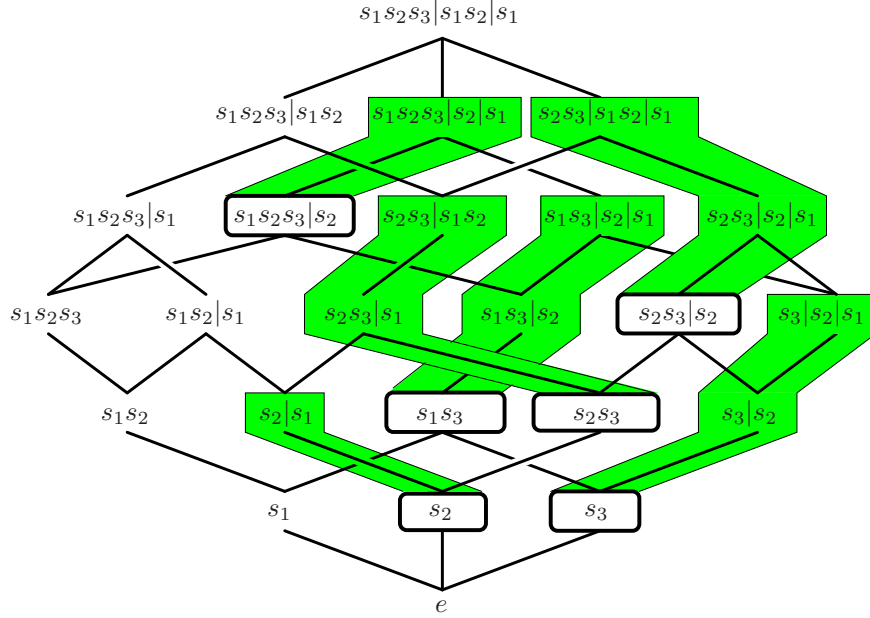 s₁s₂s₃|s₁s₂|s₁
s₁s₂s₃|s₁s₂ s₁s₂s₃|s₂|s₁ s₂s₃|s₁s₂|s₁
s₁s₂s₃|s₁ s₁s₂s₃|s₂ s₂s₃|s₁s₂ s₁s₃|s₂|s₁ s₂s₃|s₂|s₁
s₁s₂s₃ s₁s₂|s₁ s₂s₃|s₁ s₁s₃|s₂ s₂s₃|s₂ s₃|s₂|s₁
s₁s₂ s₂|s₁ s₁s₃ s₂s₃ s₃|s₂
s₁ s₂ s₃
e